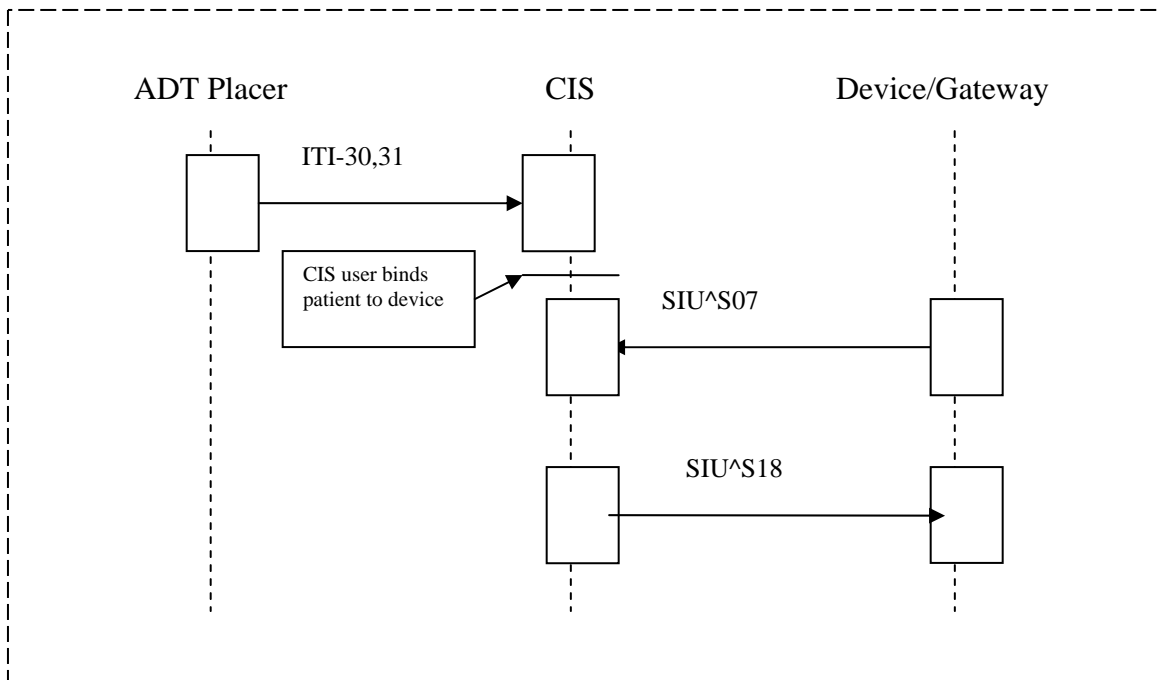 ADT Placer
CIS
Device/Gateway
ITI-30,31
CIS user binds
patient to device
SIU^S07
SIU^S18